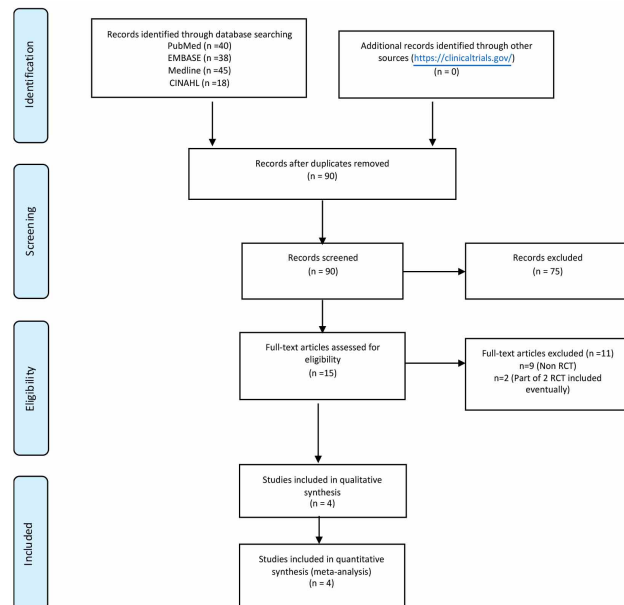 Identification
Records identified through database searching
PubMed (n =40)
EMBASE (n =38)
Medline (n =45)
CINAHL (n =18)
Additional records identified through other
sources (https://clinicaltrials.gov/)
(n = 0)
Records after duplicates removed
(n = 90)
Screening
Records screened
(n = 90)
Records excluded
(n = 75)
Eligibility
Full-text articles assessed for
eligibility
(n =15)
Full-text articles excluded (n =11)
n=9 (Non RCT)
n=2 (Part of 2 RCT included
eventually)
Included
Studies included in qualitative
synthesis
(n = 4)
Studies included in quantitative
synthesis (meta-analysis)
(n = 4)